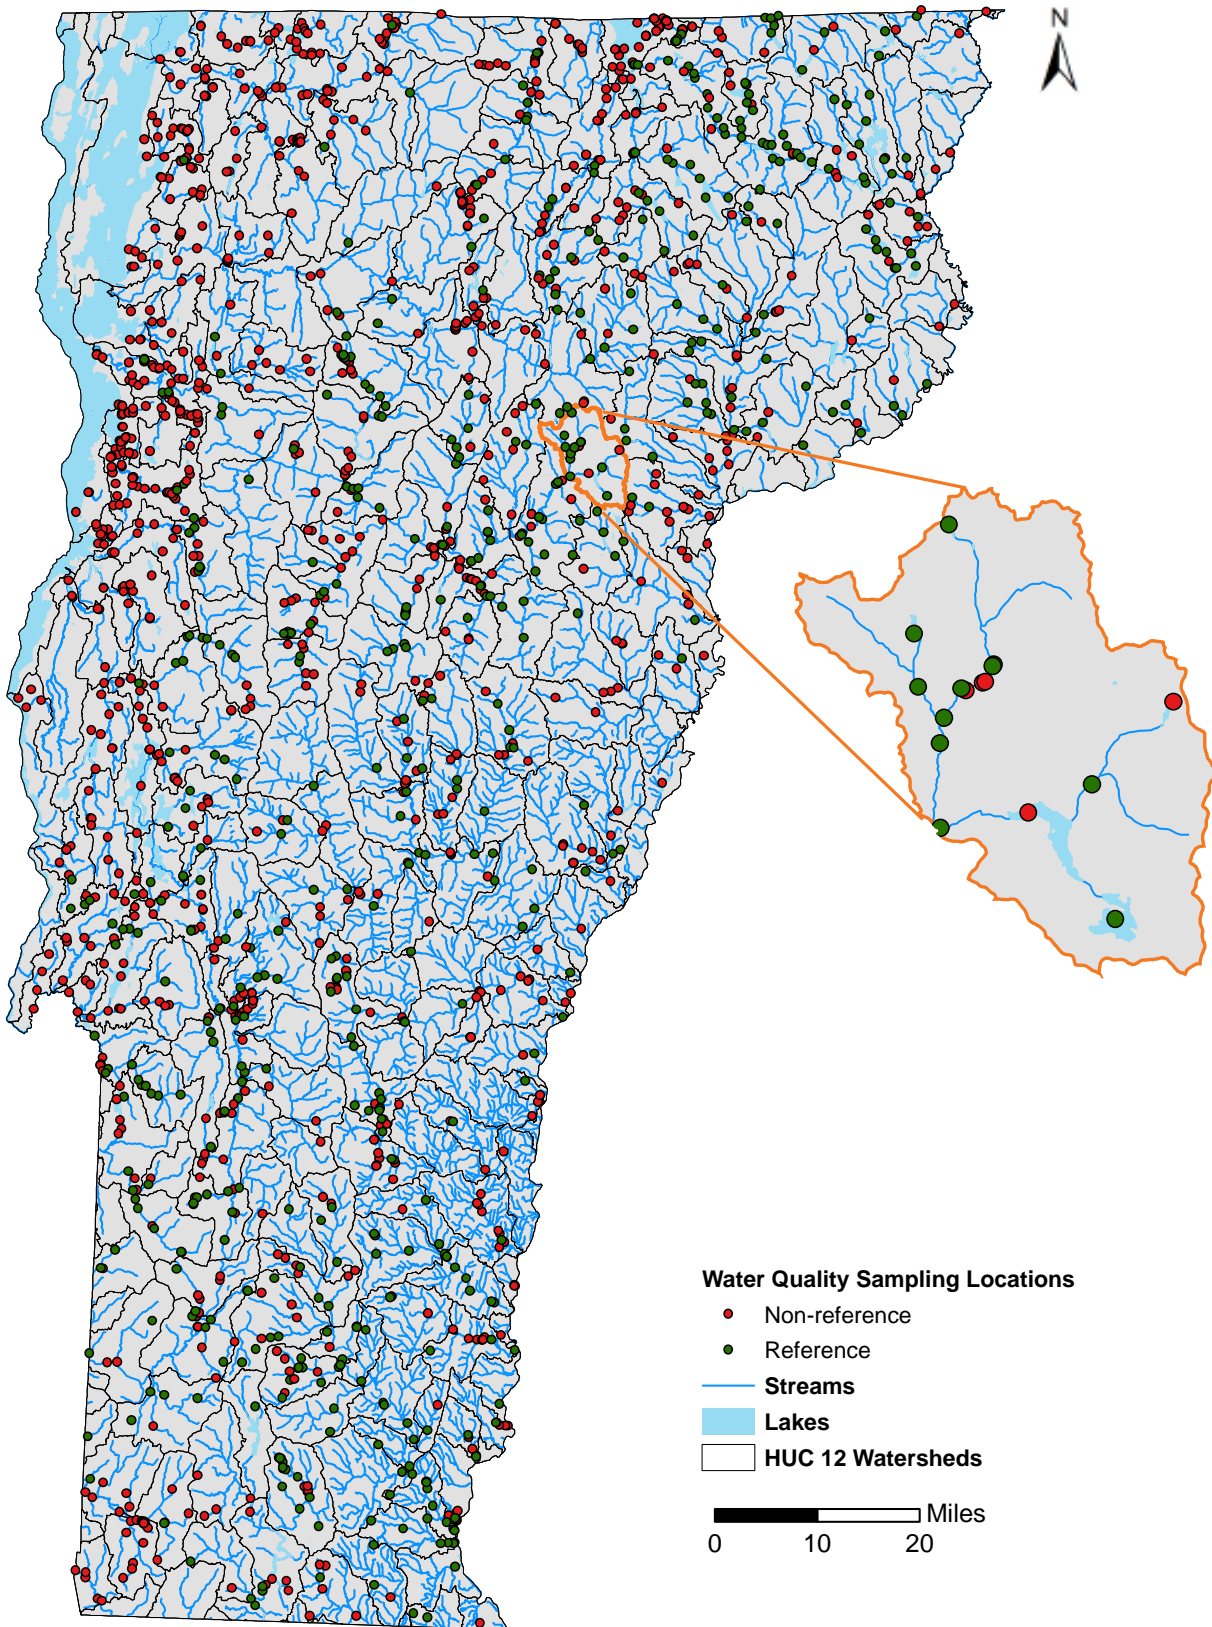 N
Water Quality Sampling Locations
Non-reference
Reference
Streams
Lakes
HUC 12 Watersheds
Miles
0 10 20